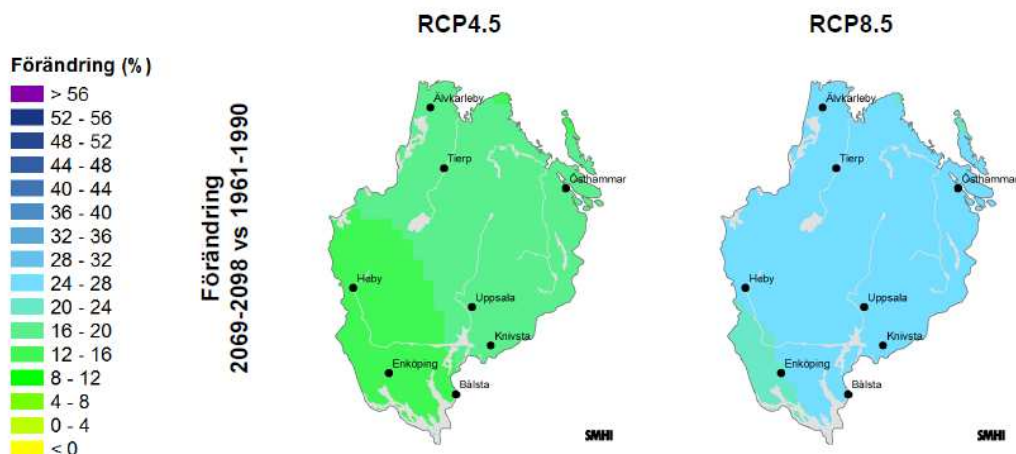 RCP4.5
RCP8.5
Förändring (%)
> 56
52 - 56
48 - 52
44 - 48
40 - 44
36 - 40
32 - 36
28 - 32
24 - 28
20 - 24
16 - 20
12 - 16
8 - 12
4 - 8
0 - 4
< 0
Förändring
2069-2098 vs 1961-1990
Älvkarleby
Tierp
Östhammar
Heby
Uppsala
Knivsta
Enköping
Bålsta
SMHI
Älvkarleby
Tierp
Östhammar
Heby
Uppsala
Knivsta
Enköping
Bålsta
SMHI